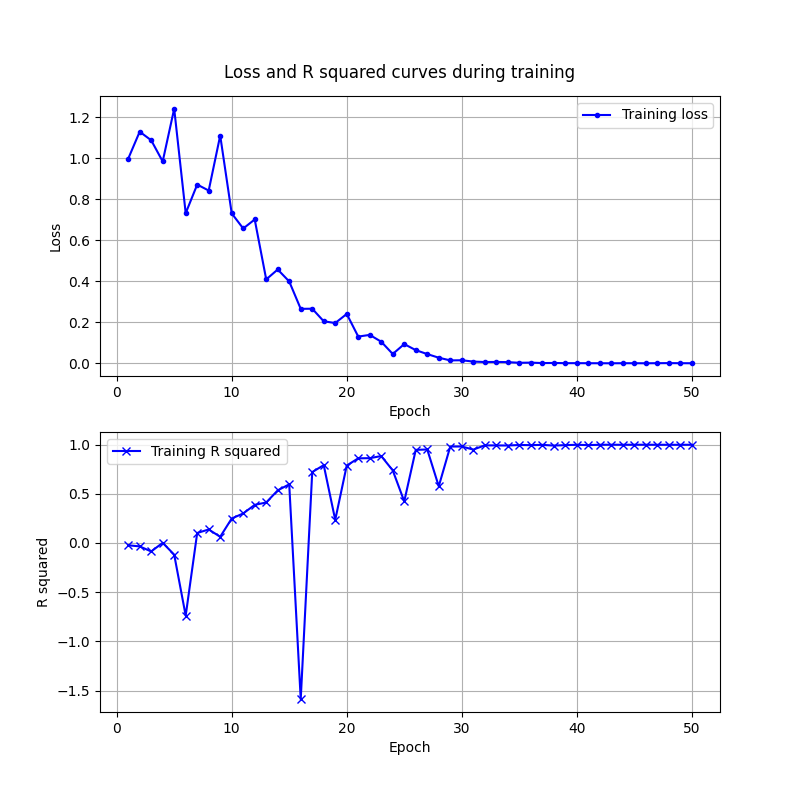 Loss and R squared curves during training
1.2
1.0
0.8
0.6
0.4
0.2
0.0
Loss
Training loss
0 10 20 30 40 50
Epoch
1.0
0.5
0.0
−0.5
−1.0
−1.5
R squared
Training R squared
0 10 20 30 40 50
Epoch